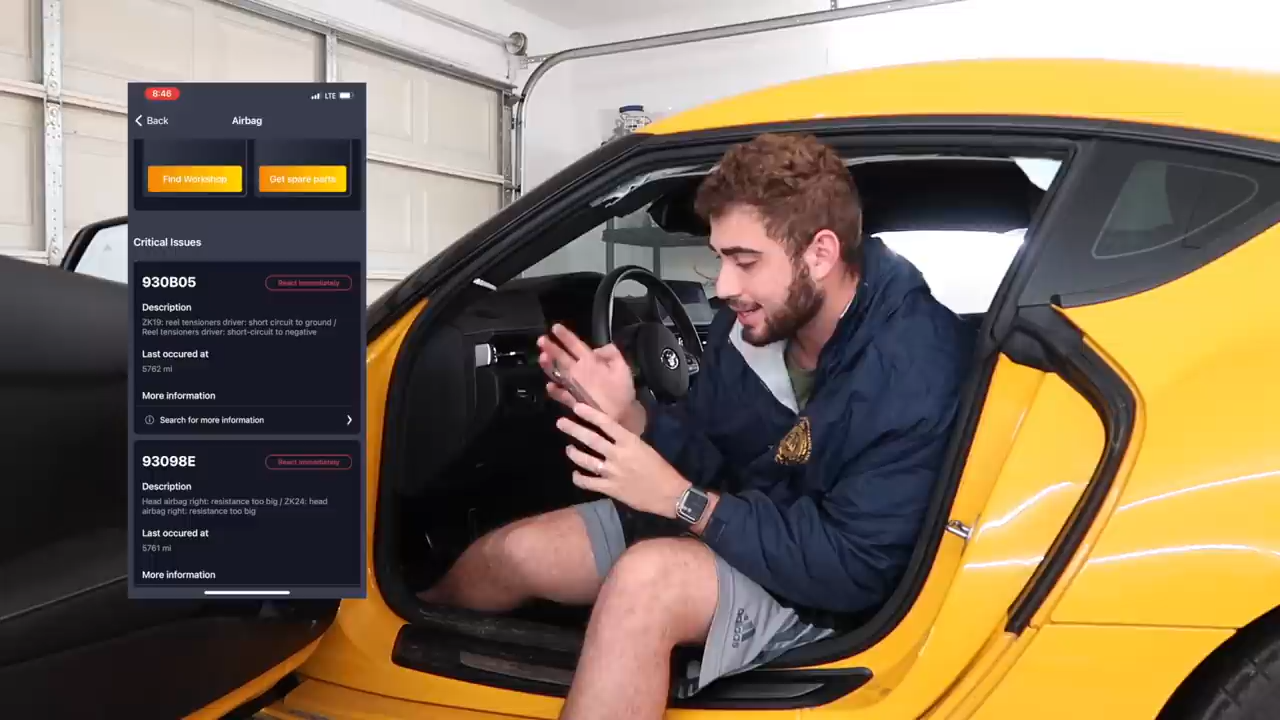 8:46
LTE
Back
Airbag
Find Workshop
Get spare parts
Critical Issues
930B05
React immediately
Description
ZK19: reel tensioners driver: short circuit to ground /
Reel tensioners driver: short-circuit to negative
Last occured at
5762 mi
More information
Search for more information
93098E
React immediately
Description
Head airbag right: resistance too big / ZK24: head
airbag right: resistance too big
Last occured at
5761 mi
More information
adidas